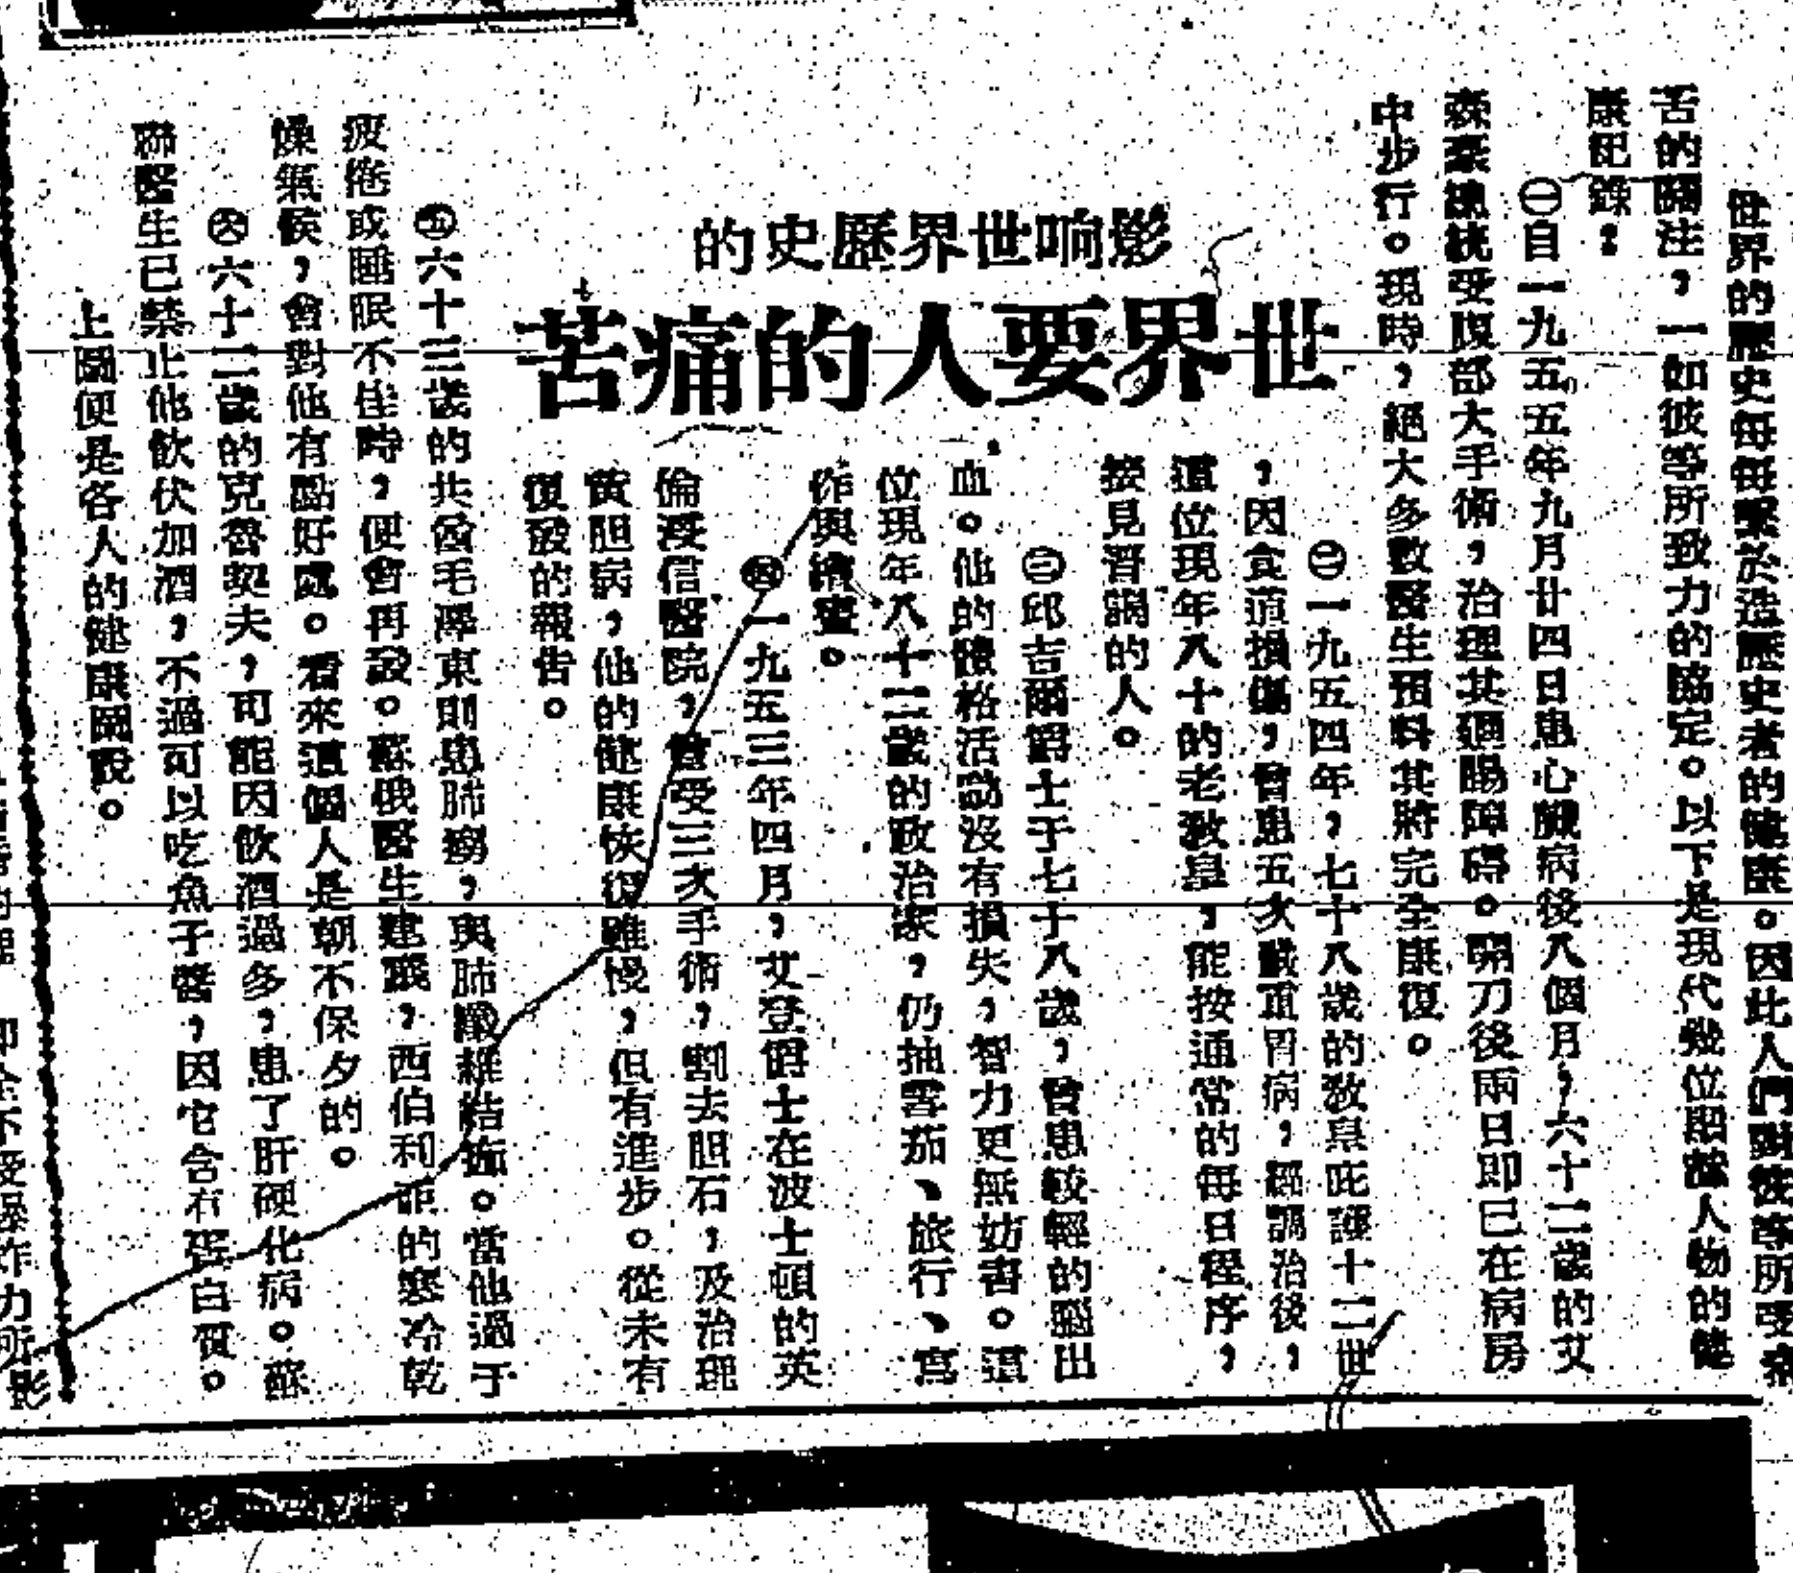 影响世界歷史的
世界要人的痛苦
世界的歷史每每繫於造歷史者的健康。因此人們對彼等所受痛
苦的關注，一如彼等所致力的協定。以下是現代幾位記錄人物的健
康紀錄：
㊀自一九五五年九月廿四日患心臟病後八個月，六十二歲的艾
森豪總統受腹部大手術，治理其廻腸障礙。開刀後兩日即已在病房
中步行。現時，絕大多數醫生預料其將完全康復。
㊁一九五四年，七十八歲的教皇庇護十二世
，因食道損傷，曾患五次嚴重胃病，經調治後，
這位現年八十的老教皇，能按通常的每日程序，
接見晋謁的人。
㊂邱吉爾爵士于七十八歲，曾患較輕的腦出
血。他的體格活動沒有損失，智力更無妨害。這
位現年八十二歲的政治家，仍抽雪茄、旅行、寫
作與繪畫。
㊃一九五三年四月，艾登爵士在波士頓的英
倫浸信醫院，曾受三次手術，割去胆石，及治理
黃胆病，他的健康恢復雖慢，但有進步。從未有
復發的報告。
㊄六十三歲的共酋毛澤東則患肺癆，與肺纖維結抓。當他過于
疲倦或睡眠不佳時，便會再發。蘇俄醫生建議，西伯利亞的寒冷乾
燥氣候，會對他有點好處。看來這個人是朝不保夕的。
㊅六十二歲的克魯契夫，可能因飲酒過多，患了肝硬化病。蘇
聯醫生已禁止他飲伏加酒，不過可以吃魚子醬，因它含有蛋白質。
上圖便是各人的健康圖說。